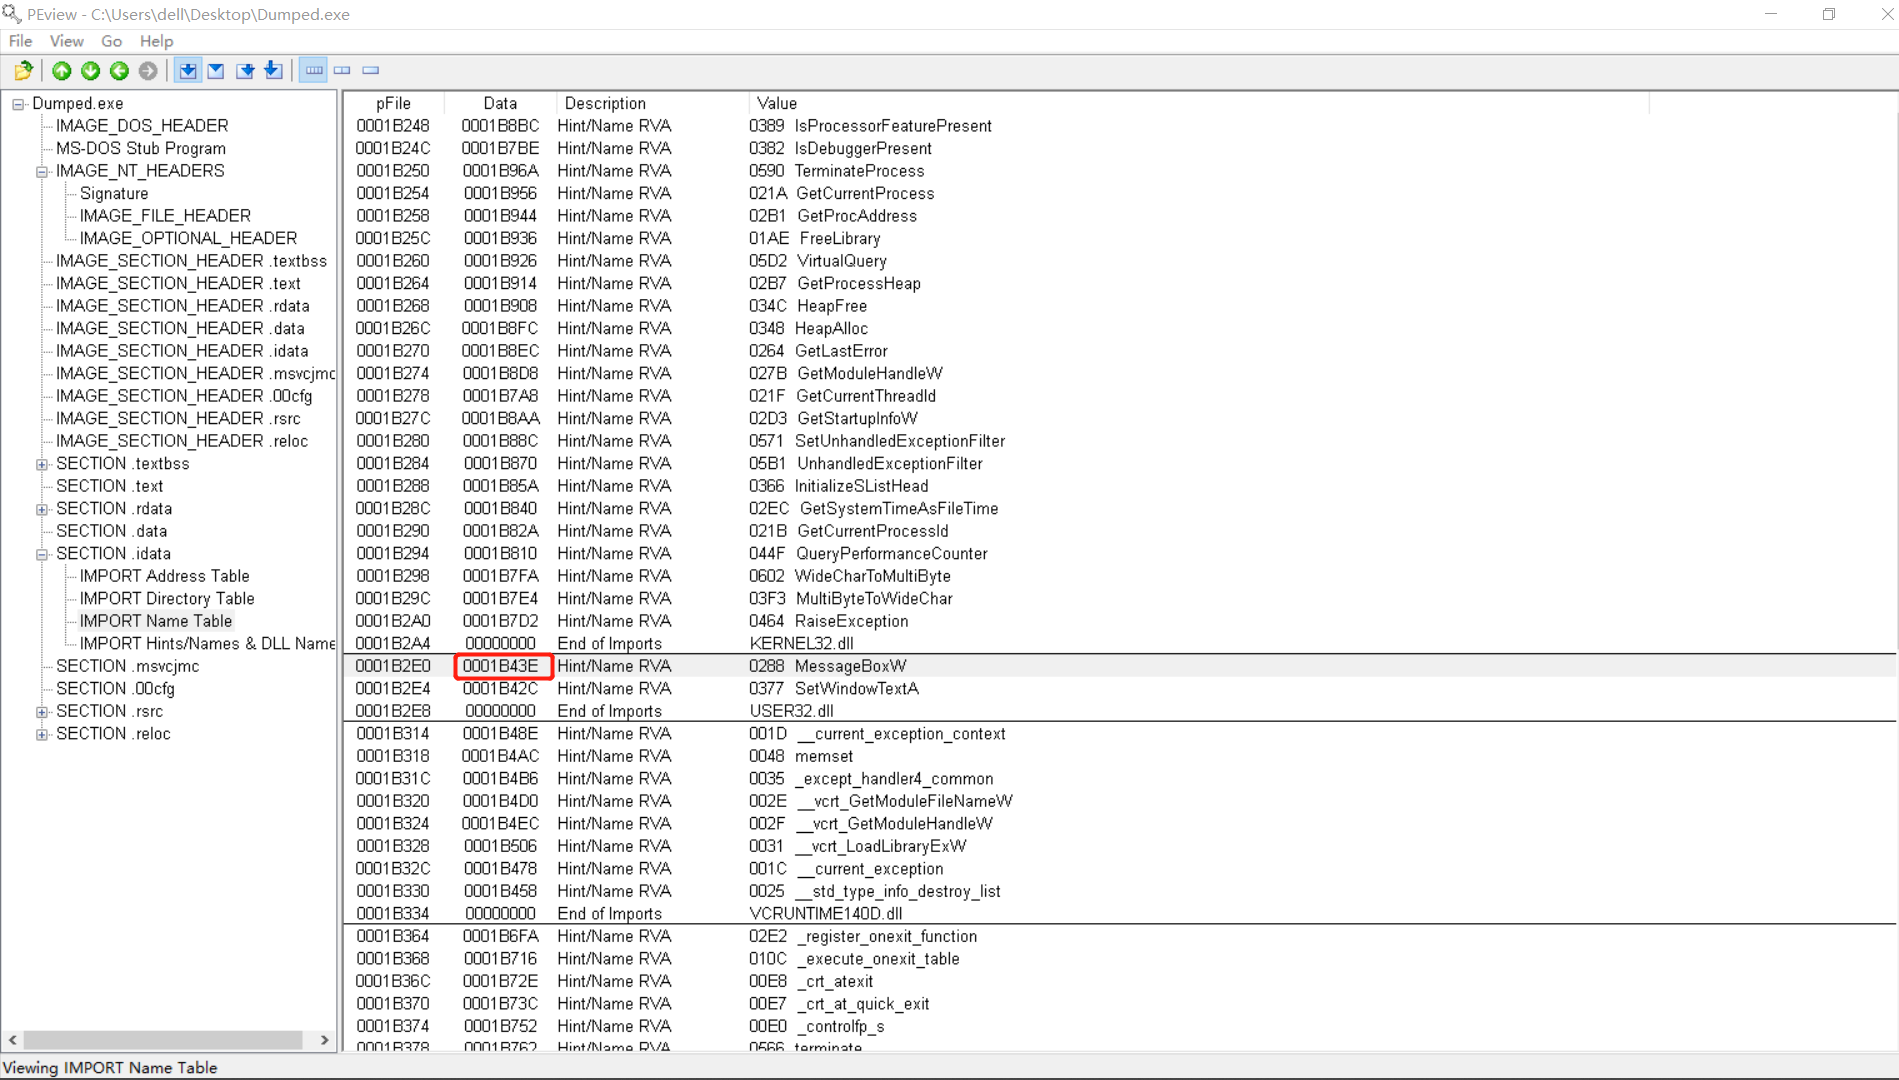 PEview - C:\Users\dell\Desktop\Dumped.exe
File View Go Help
pFile Data Description Value
Dumped.exe
IMAGE_DOS_HEADER
MS-DOS Stub Program
IMAGE_NT_HEADERS
Signature
IMAGE_FILE_HEADER
IMAGE_OPTIONAL_HEADER
IMAGE_SECTION_HEADER .textbss
IMAGE_SECTION_HEADER .text
IMAGE_SECTION_HEADER .rdata
IMAGE_SECTION_HEADER .data
IMAGE_SECTION_HEADER .idata
IMAGE_SECTION_HEADER .msvcjmc
IMAGE_SECTION_HEADER .00cfg
IMAGE_SECTION_HEADER .rsrc
IMAGE_SECTION_HEADER .reloc
SECTION .textbss
SECTION .text
SECTION .rdata
SECTION .data
SECTION .idata
IMPORT Address Table
IMPORT Directory Table
IMPORT Name Table
IMPORT Hints/Names & DLL Name
SECTION .msvcjmc
SECTION .00cfg
SECTION .rsrc
SECTION .reloc
0001B248 0001B8BC Hint/Name RVA 0389 IsProcessorFeaturePresent
0001B24C 0001B7BE Hint/Name RVA 0382 IsDebuggerPresent
0001B250 0001B96A Hint/Name RVA 0590 TerminateProcess
0001B254 0001B956 Hint/Name RVA 021A GetCurrentProcess
0001B258 0001B944 Hint/Name RVA 02B1 GetProcAddress
0001B25C 0001B936 Hint/Name RVA 01AE FreeLibrary
0001B260 0001B926 Hint/Name RVA 05D2 VirtualQuery
0001B264 0001B914 Hint/Name RVA 02B7 GetProcessHeap
0001B268 0001B908 Hint/Name RVA 034C HeapFree
0001B26C 0001B8FC Hint/Name RVA 0348 HeapAlloc
0001B270 0001B8EC Hint/Name RVA 0264 GetLastError
0001B274 0001B8D8 Hint/Name RVA 027B GetModuleHandleW
0001B278 0001B7A8 Hint/Name RVA 021F GetCurrentThreadId
0001B27C 0001B8AA Hint/Name RVA 02D3 GetStartupInfoW
0001B280 0001B88C Hint/Name RVA 0571 SetUnhandledExceptionFilter
0001B284 0001B870 Hint/Name RVA 05B1 UnhandledExceptionFilter
0001B288 0001B85A Hint/Name RVA 0366 InitializeSListHead
0001B28C 0001B840 Hint/Name RVA 02EC GetSystemTimeAsFileTime
0001B290 0001B82A Hint/Name RVA 021B GetCurrentProcessId
0001B294 0001B810 Hint/Name RVA 044F QueryPerformanceCounter
0001B298 0001B7FA Hint/Name RVA 0602 WideCharToMultiByte
0001B29C 0001B7E4 Hint/Name RVA 03F3 MultiByteToWideChar
0001B2A0 0001B7D2 Hint/Name RVA 0464 RaiseException
0001B2A4 00000000 End of Imports KERNEL32.dll
0001B2E0 0001B43E Hint/Name RVA 0288 MessageBoxW
0001B2E4 0001B42C Hint/Name RVA 0377 SetWindowTextA
0001B2E8 00000000 End of Imports USER32.dll
0001B314 0001B48E Hint/Name RVA 001D __current_exception_context
0001B318 0001B4AC Hint/Name RVA 0048 memset
0001B31C 0001B4B6 Hint/Name RVA 0035 _except_handler4_common
0001B320 0001B4D0 Hint/Name RVA 002E __vcrt_GetModuleFileNameW
0001B324 0001B4EC Hint/Name RVA 002F __vcrt_GetModuleHandleW
0001B328 0001B506 Hint/Name RVA 0031 __vcrt_LoadLibraryExW
0001B32C 0001B478 Hint/Name RVA 001C __current_exception
0001B330 0001B458 Hint/Name RVA 0025 __std_type_info_destroy_list
0001B334 00000000 End of Imports VCRUNTIME140D.dll
0001B364 0001B6FA Hint/Name RVA 02E2 _register_onexit_function
0001B368 0001B716 Hint/Name RVA 010C _execute_onexit_table
0001B36C 0001B72E Hint/Name RVA 00E8 _crt_atexit
0001B370 0001B73C Hint/Name RVA 00E7 _crt_at_quick_exit
0001B374 0001B752 Hint/Name RVA 00E0 _controlfp_s
0001B378 0001B762 Hint/Name RVA 0566 terminate
Viewing IMPORT Name Table